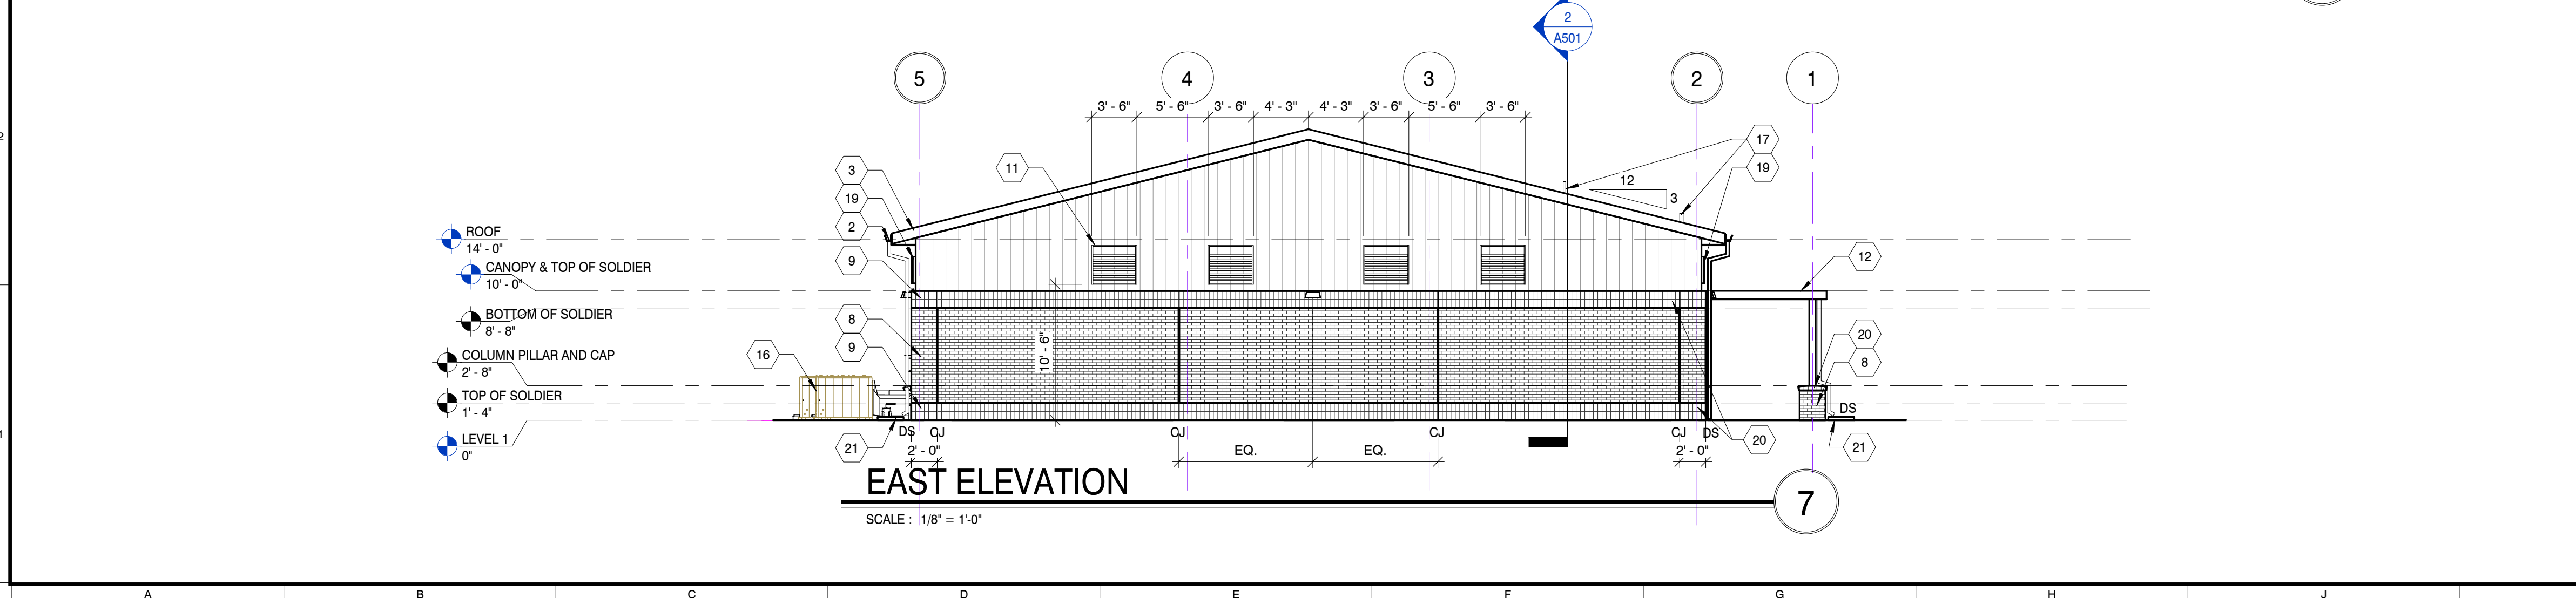 2
A501
5
4
3
2
1
3' - 6"
5' - 6"
3' - 6"
4' - 3"
4' - 3"
3' - 6"
5' - 6"
3' - 6"
2
17
3
11
19
12
19
3
2
ROOF
14' - 0"
9
12
CANOPY & TOP OF SOLDIER
10' - 0"
BOTTOM OF SOLDIER
8' - 8"
8
20
10' - 6"
9
16
COLUMN PILLAR AND CAP
2' - 8"
8
TOP OF SOLDIER
1' - 4"
DS
LEVEL 1
0"
DS
CJ
CJ
CJ
CJ
DS
1
21
2' - 0"
EQ.
EQ.
2' - 0"
20
21
EAST ELEVATION
7
SCALE : 1/8" = 1'-0"
A
B
C
D
E
F
G
H
J